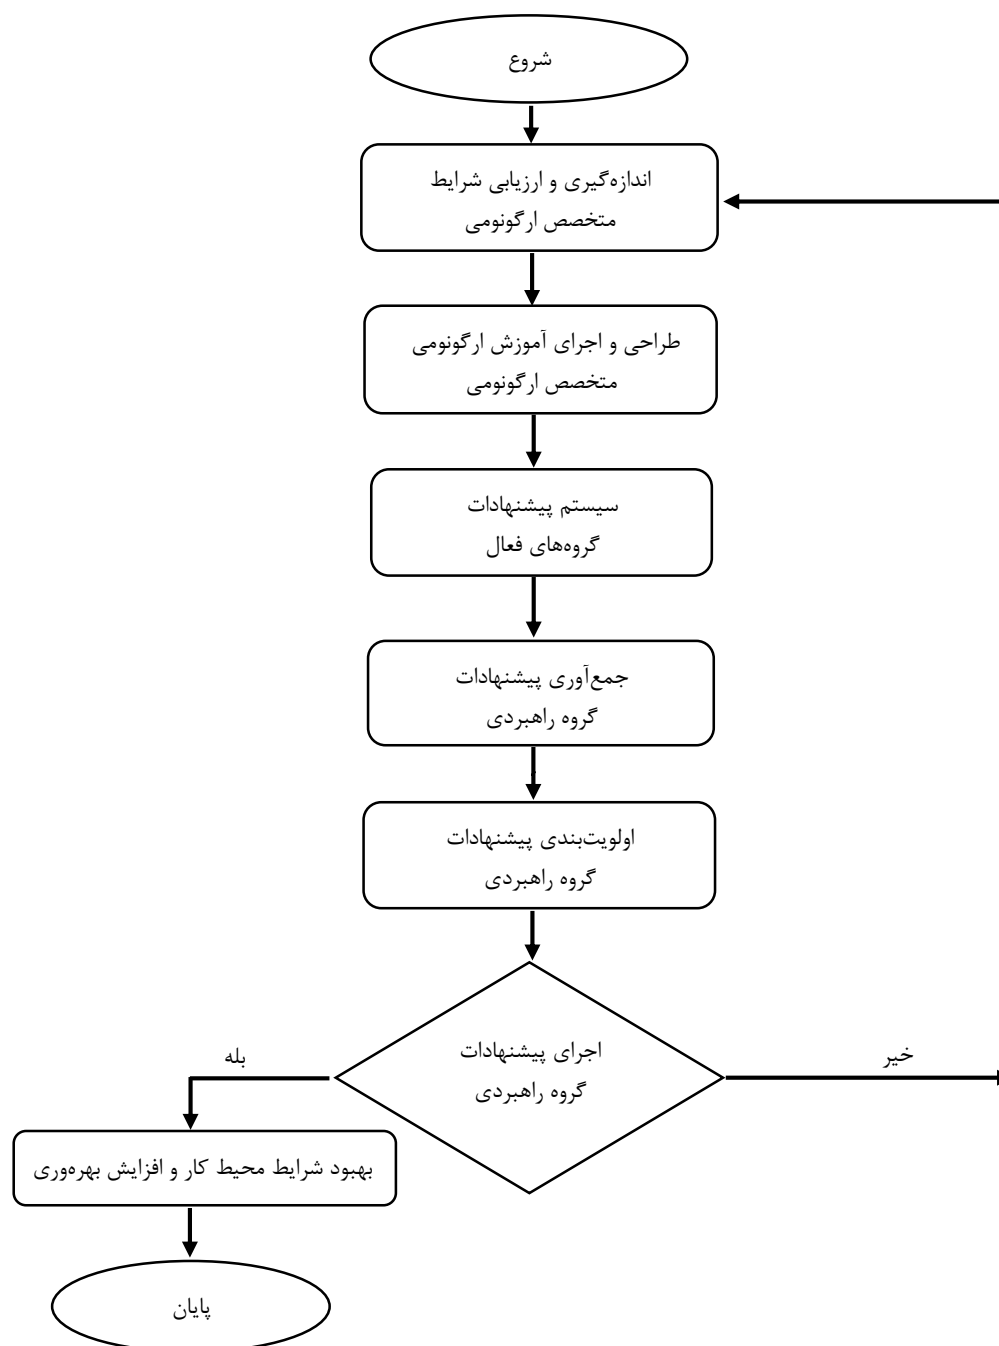 شروع
اندازه‌گیری و ارزیابی شرایط
متخصص ارگونومی
طراحی و اجرای آموزش ارگونومی
متخصص ارگونومی
سیستم پیشنهادات
گروه‌های فعال
جمع‌آوری پیشنهادات
گروه راهبردی
اولویت‌بندی پیشنهادات
گروه راهبردی
اجرای پیشنهادات
گروه راهبردی
خیر
بله
بهبود شرایط محیط کار و افزایش بهره‌وری
پایان